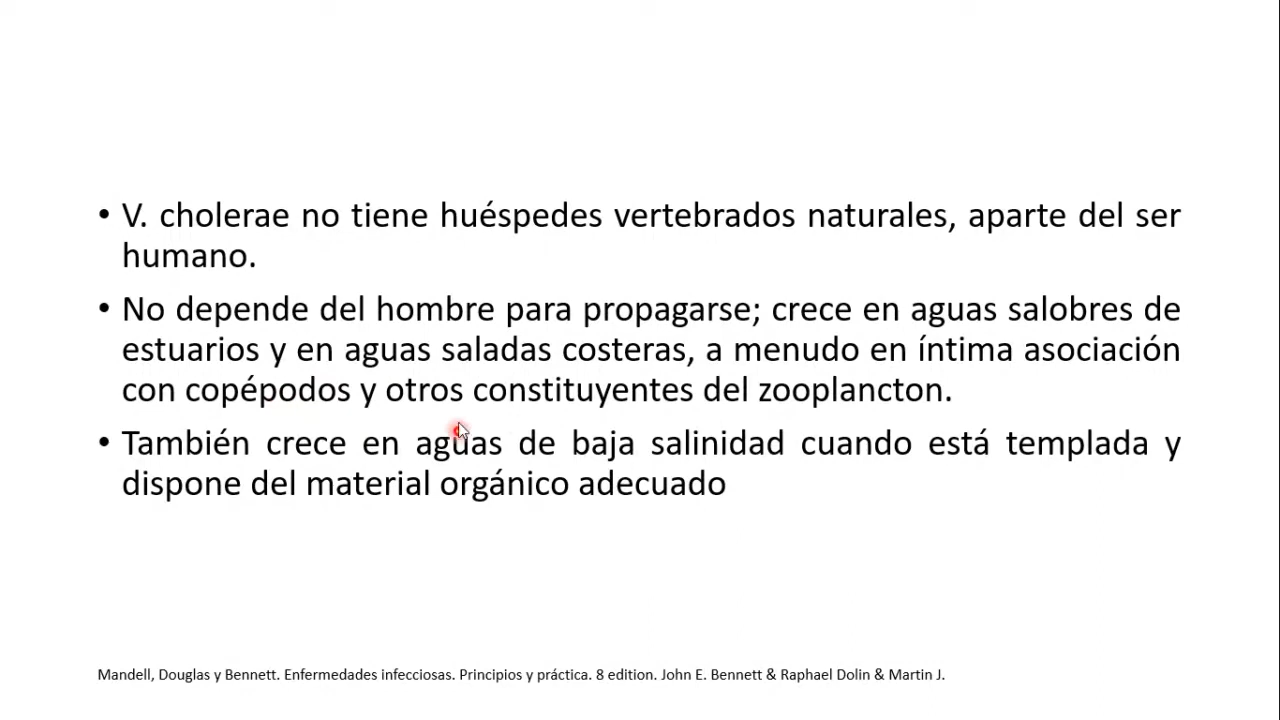 • V. cholerae no tiene huéspedes vertebrados naturales, aparte del ser
humano.
• No depende del hombre para propagarse; crece en aguas salobres de
estuarios y en aguas saladas costeras, a menudo en íntima asociación
con copépodos y otros constituyentes del zooplancton.
• También crece en aguas de baja salinidad cuando está templada y
dispone del material orgánico adecuado
Mandell, Douglas y Bennett. Enfermedades infecciosas. Principios y práctica. 8 edition. John E. Bennett & Raphael Dolin & Martin J.